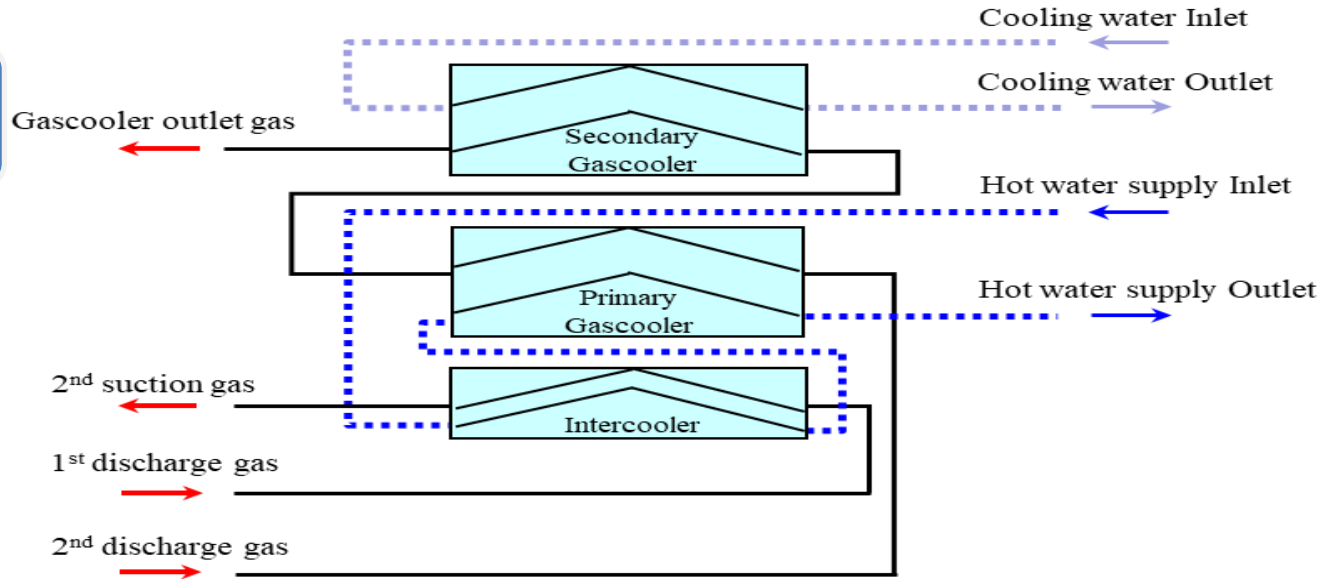 Cooling water Inlet
Cooling water Outlet
Gascooler outlet gas
Secondary
Gascooler
Hot water supply Inlet
Primary
Gascooler
Hot water supply Outlet
2nd suction gas
Intercooler
1st discharge gas
2nd discharge gas